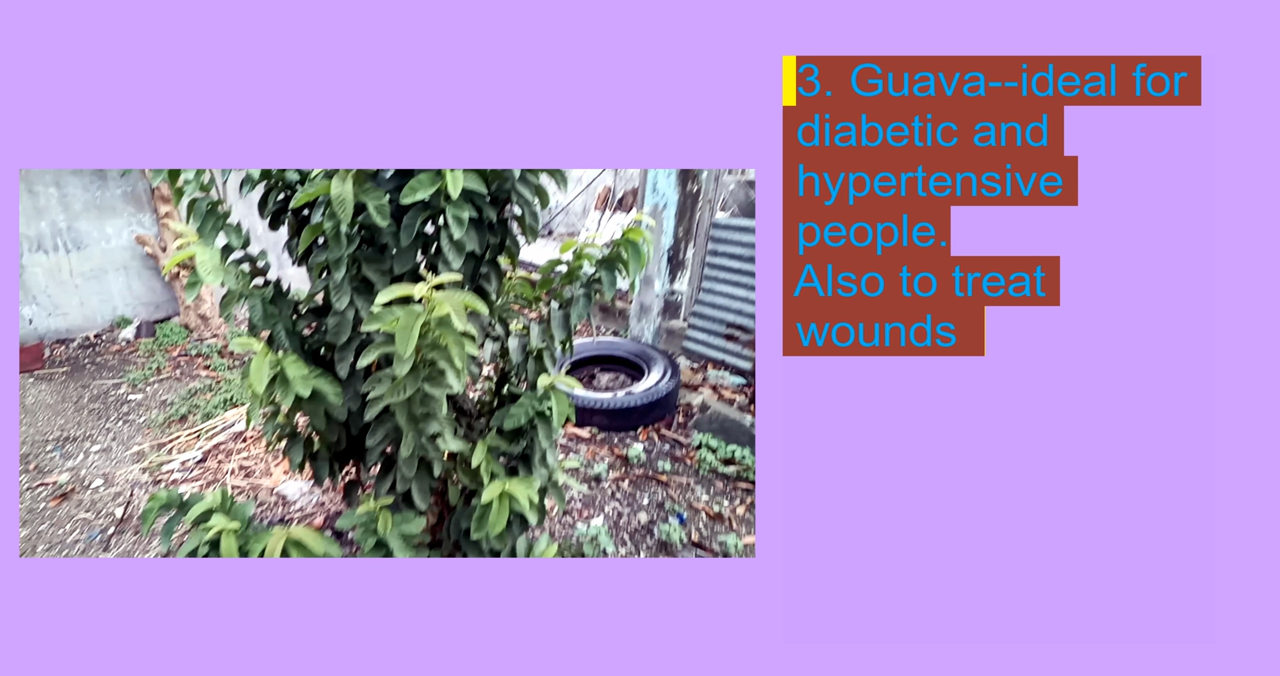 3. Guava--ideal for
diabetic and
hypertensive
people.
Also to treat
wounds